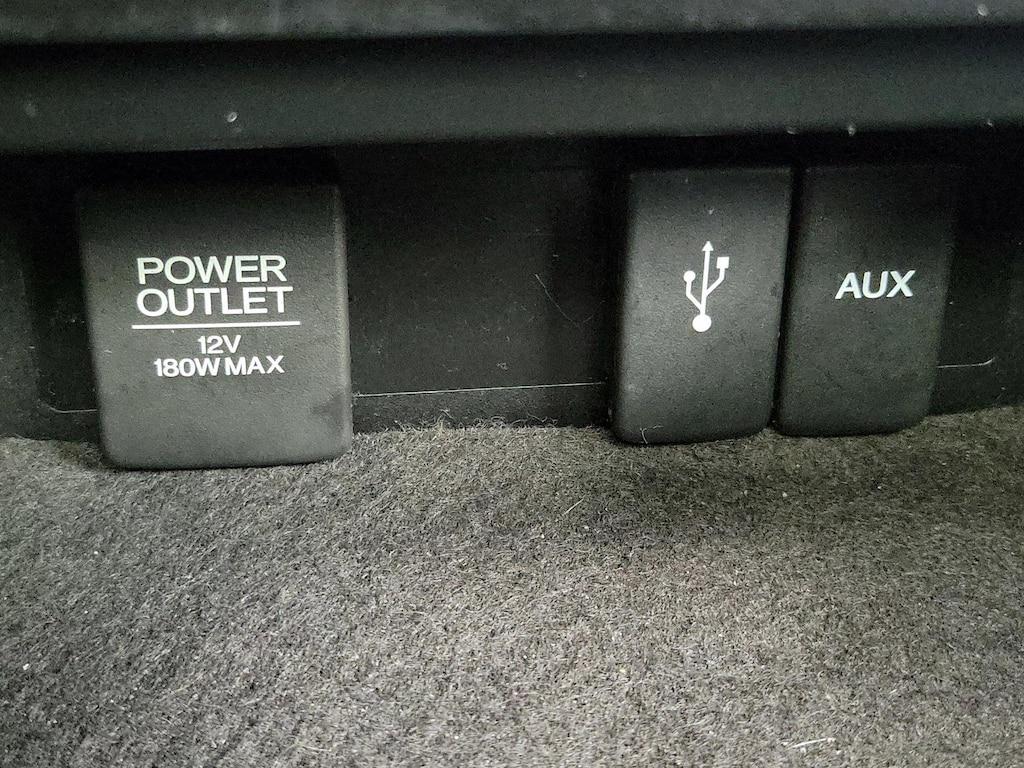 POWER
OUTLET
12V
180W MAX
AUX